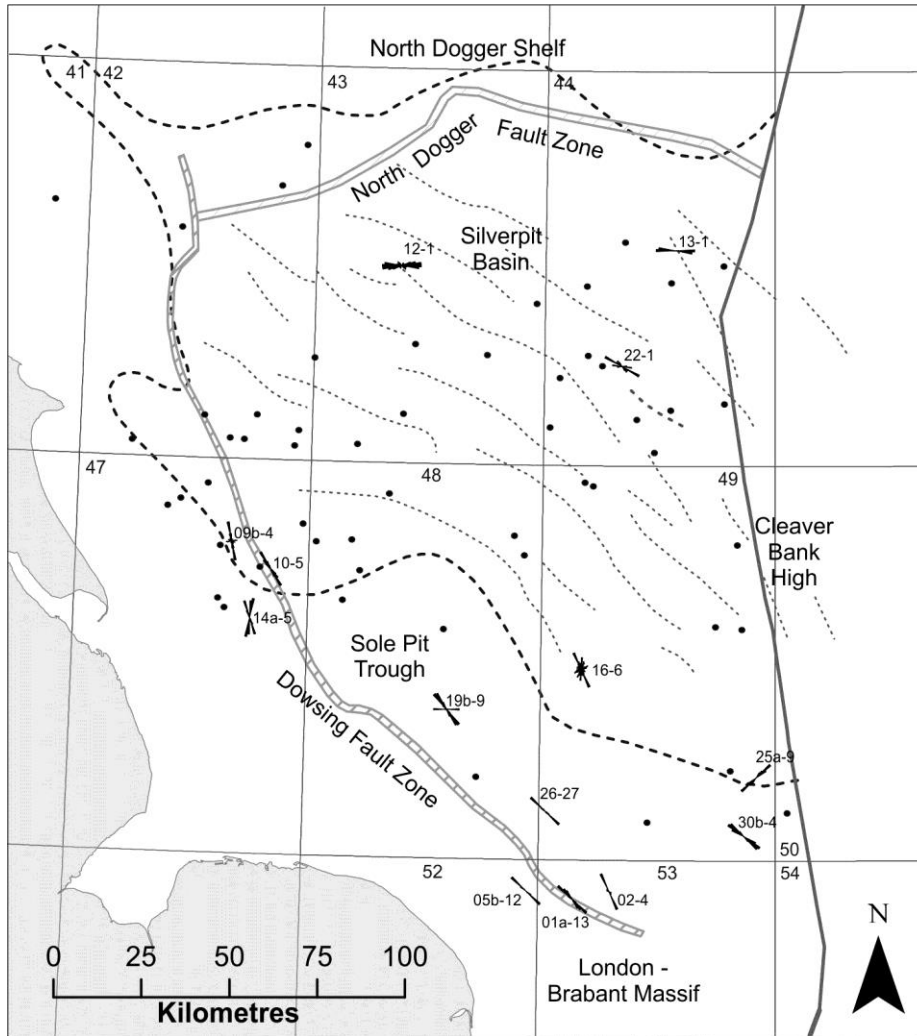 North Dogger Shelf
41
42
43
44
North Dogger
Fault Zone
Silverpit
Basin
12-1
13-1
22-1
47
48
49
Cleaver
Bank
High
09b-4
10-5
14a-5
Sole Pit
Trough
16-6
19b-9
Dowsing Fault Zone
25a-9
26-27
30b-4
50
52
53
54
05b-12
01a-13
02-4
N
0 25 50 75 100
Kilometres
London -
Brabant Massif